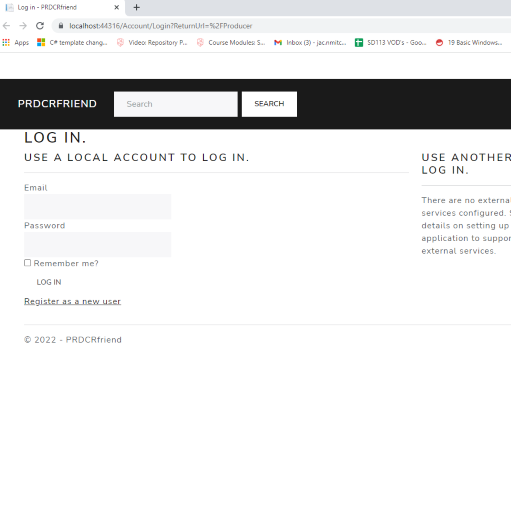 Log in - PRDCRfriend
localhost:44316/Account/Login?ReturnUrl=%2FProducer
Apps C# template chang... Video: Repository P... Course Modules: S... Inbox (3) - jac.nmitc... SD113 VOD's - Goo... 19 Basic Windows...
PRDCRFRIEND Search SEARCH
LOG IN.
USE A LOCAL ACCOUNT TO LOG IN.
Email
Password
Remember me?
LOG IN
Register as a new user
USE ANOTHER
LOG IN.
There are no external
services configured.
details on setting up
application to support
external services.
© 2022 - PRDCRfriend